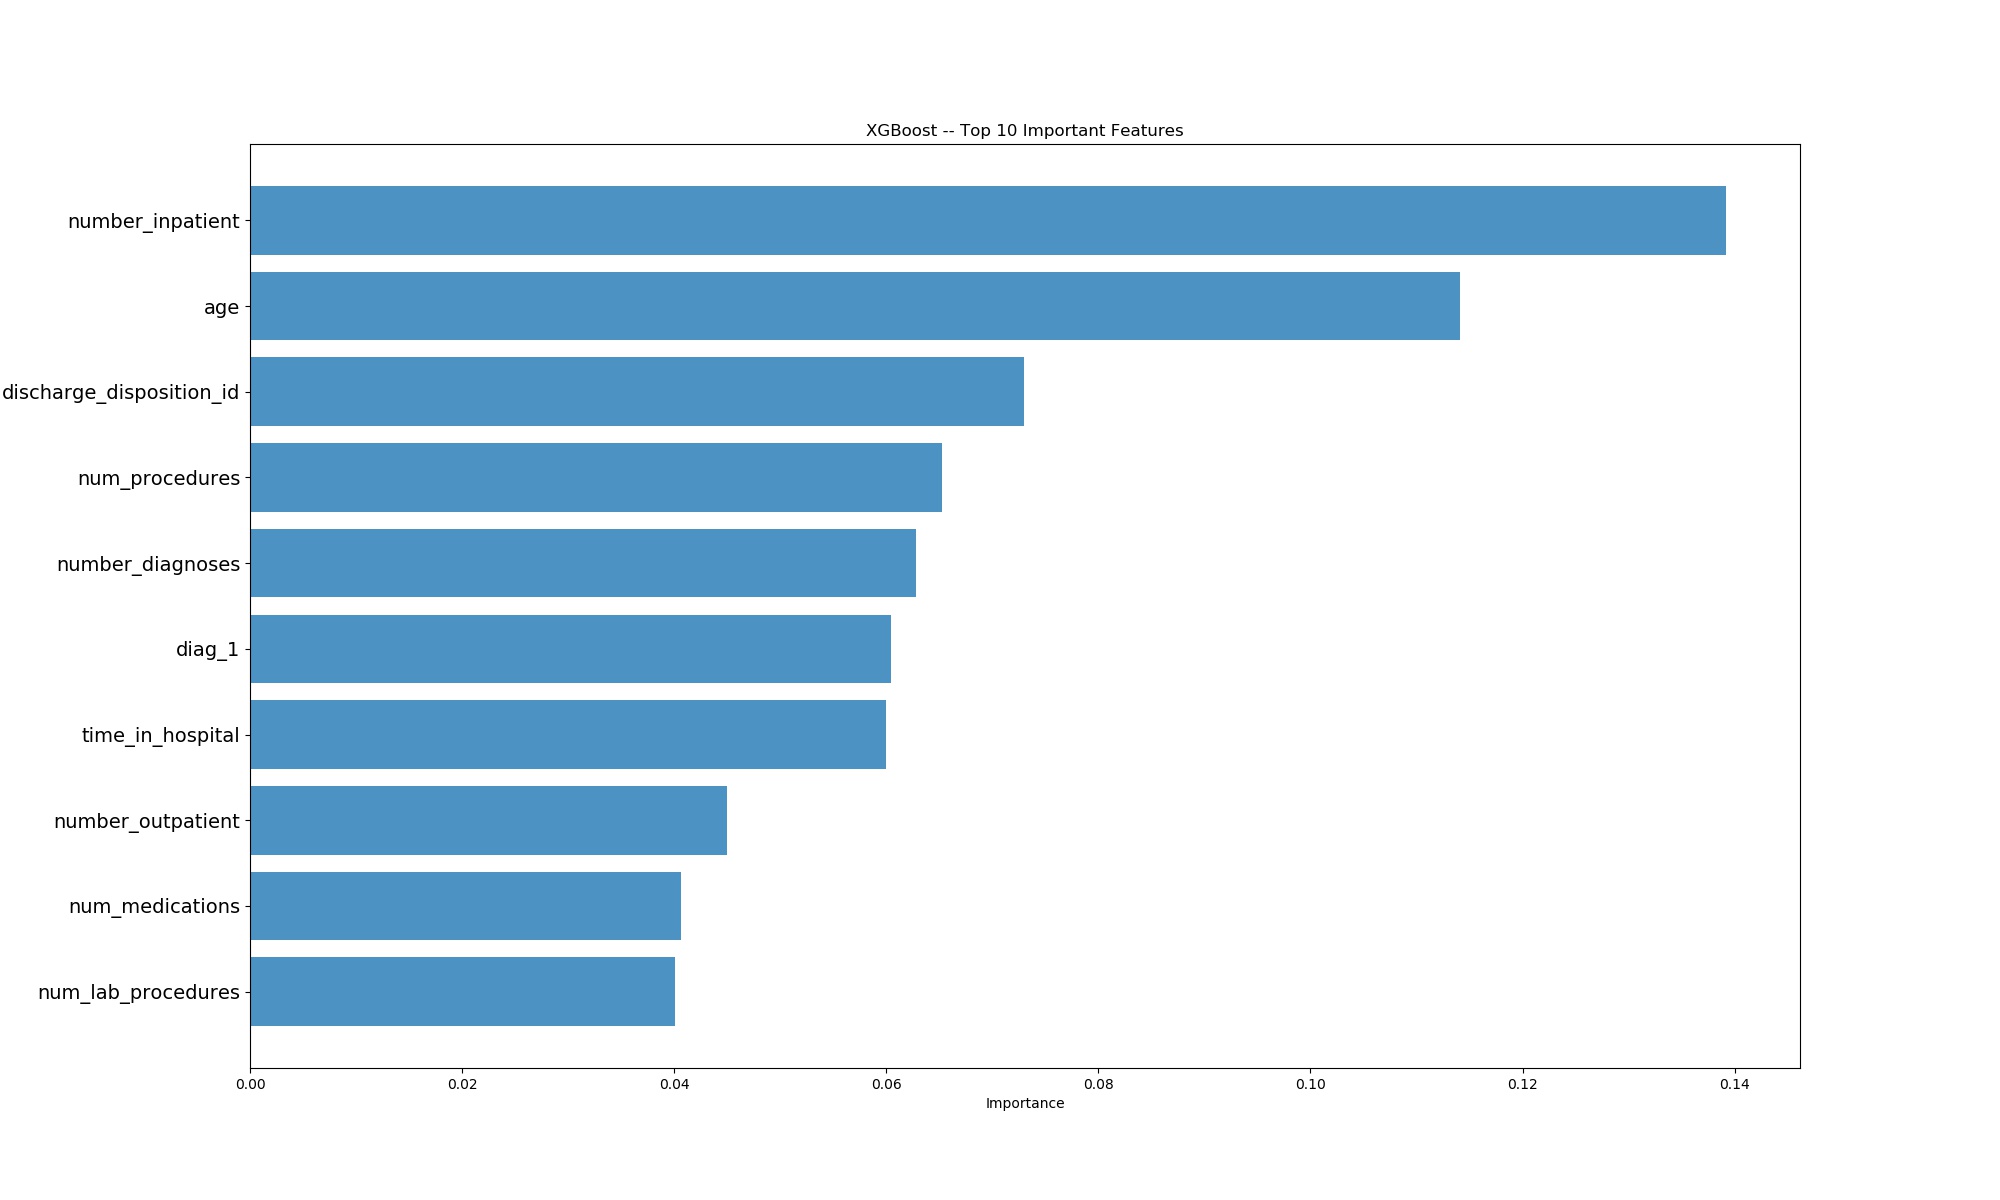 XGBoost -- Top 10 Important Features
number_inpatient
age
discharge_disposition_id
num_procedures
number_diagnoses
diag_1
time_in_hospital
number_outpatient
num_medications
num_lab_procedures
0.00 0.02 0.04 0.06 0.08 0.10 0.12 0.14
Importance